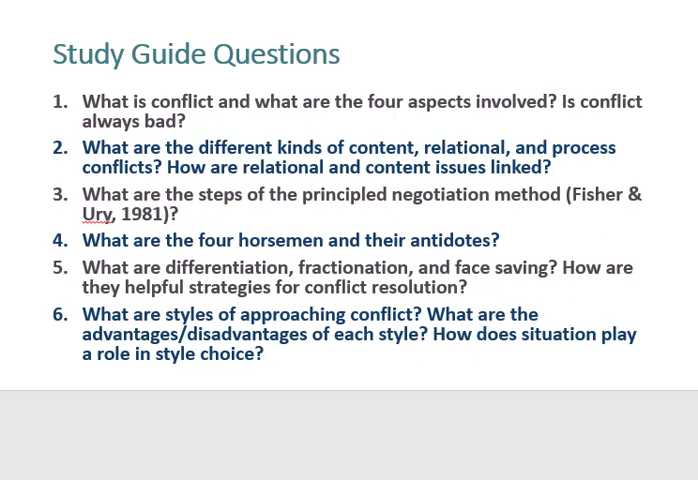 Study Guide Questions
1. What is conflict and what are the four aspects involved? Is conflict
always bad?
2. What are the different kinds of content, relational, and process
conflicts? How are relational and content issues linked?
3. What are the steps of the principled negotiation method (Fisher &
Ury, 1981)?
4. What are the four horsemen and their antidotes?
5. What are differentiation, fractionation, and face saving? How are
they helpful strategies for conflict resolution?
6. What are styles of approaching conflict? What are the
advantages/disadvantages of each style? How does situation play
a role in style choice?